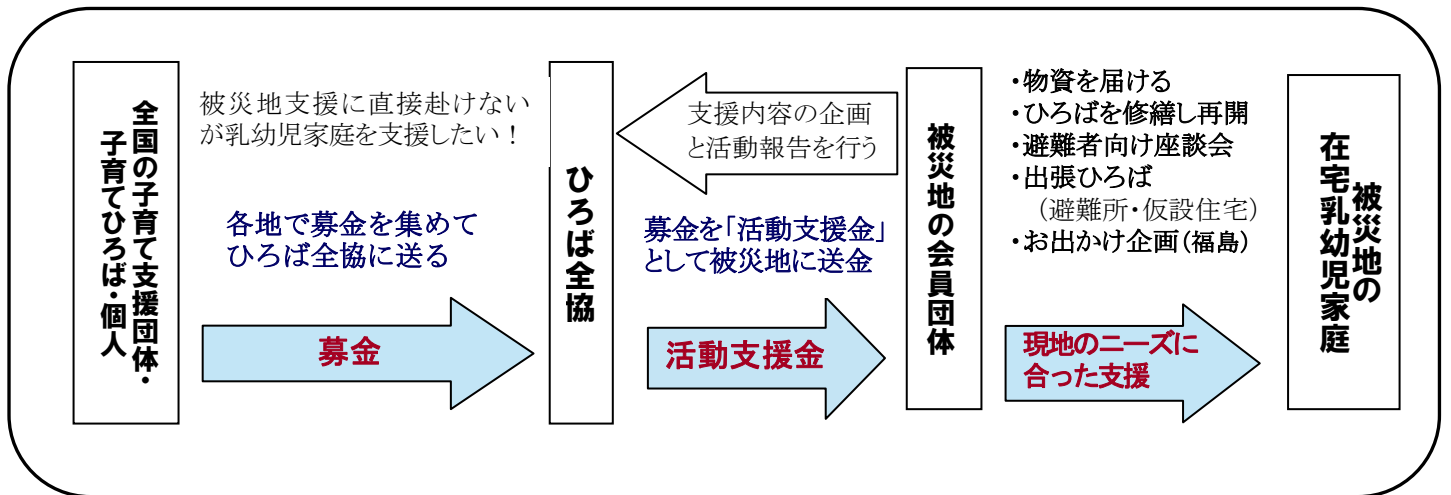 全国の子育て支援団体・
子育てひろば・個人
被災地支援に直接赴けない
が乳幼児家庭を支援したい！
各地で募金を集めて
ひろば全協に送る
募金
ひろば全協
支援内容の企画
と活動報告を行う
募金を「活動支援金」
として被災地に送金
活動支援金
被災地の会員団体
・物資を届ける
・ひろばを修繕し再開
・避難者向け座談会
・出張ひろば
（避難所・仮設住宅）
・お出かけ企画（福島）
現地のニーズに
合った支援
被災地の
在宅乳幼児家庭